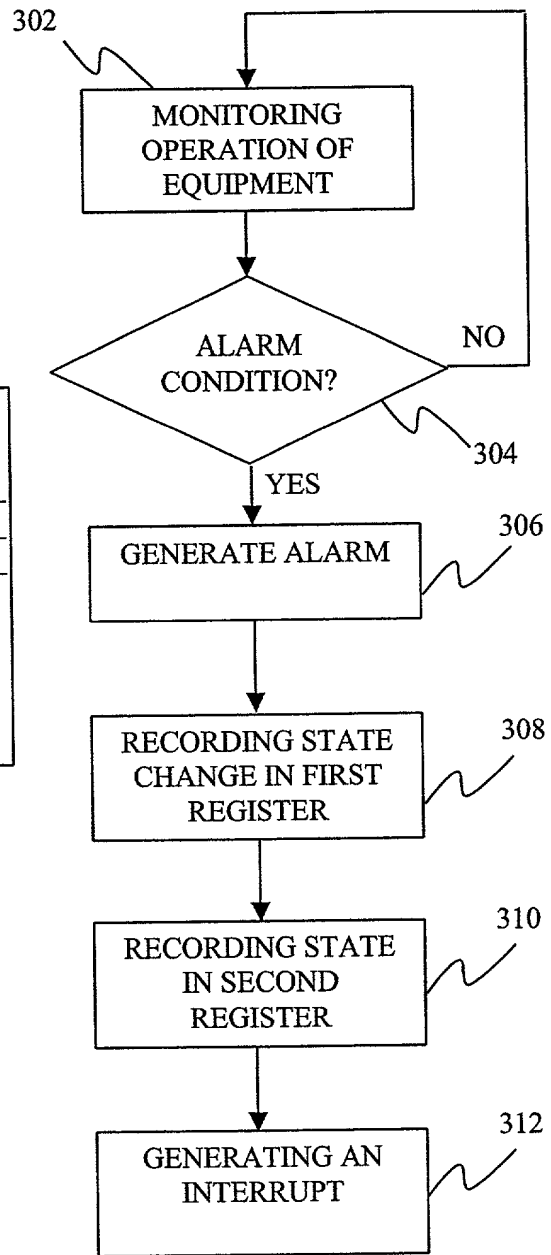 302
MONITORING
OPERATION OF
EQUIPMENT
ALARM
CONDITION?
NO
304
YES
GENERATE ALARM
306
RECORDING STATE
CHANGE IN FIRST
REGISTER
308
RECORDING STATE
IN SECOND
REGISTER
310
GENERATING AN
INTERRUPT
312